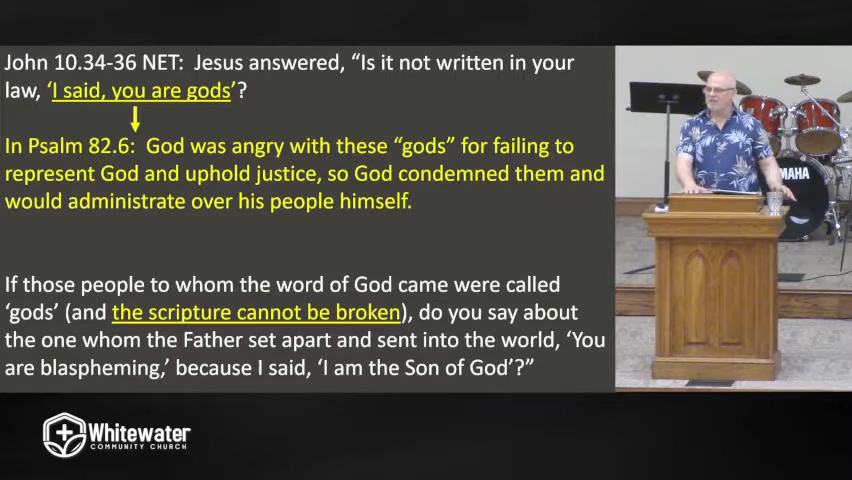 John 10.34-36 NET:  Jesus answered, “Is it not written in your
law, ‘I said, you are gods’?
In Psalm 82.6:  God was angry with these “gods” for failing to
represent God and uphold justice, so God condemned them and
would administrate over his people himself.
If those people to whom the word of God came were called
‘gods’ (and the scripture cannot be broken), do you say about
the one whom the Father set apart and sent into the world, ‘You
are blaspheming,’ because I said, ‘I am the Son of God’?”
YAMAHA
Whitewater
COMMUNITY CHURCH